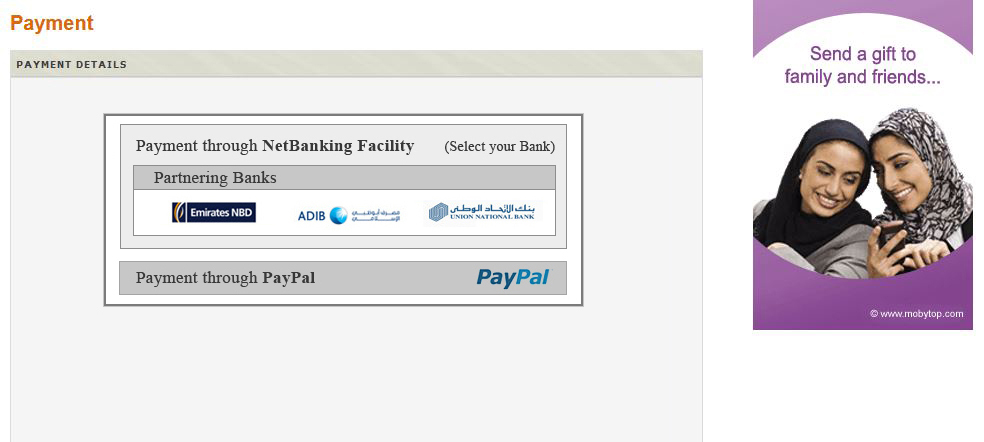 Payment
PAYMENT DETAILS
Payment through NetBanking Facility (Select your Bank)
Partnering Banks
Emirates NBD
ADIB مصرف أبوظبي الإسلامي
بنك الإتحاد الوطني
UNION NATIONAL BANK
Payment through PayPal PayPal
Send a gift to
family and friends...
© www.mobytop.com